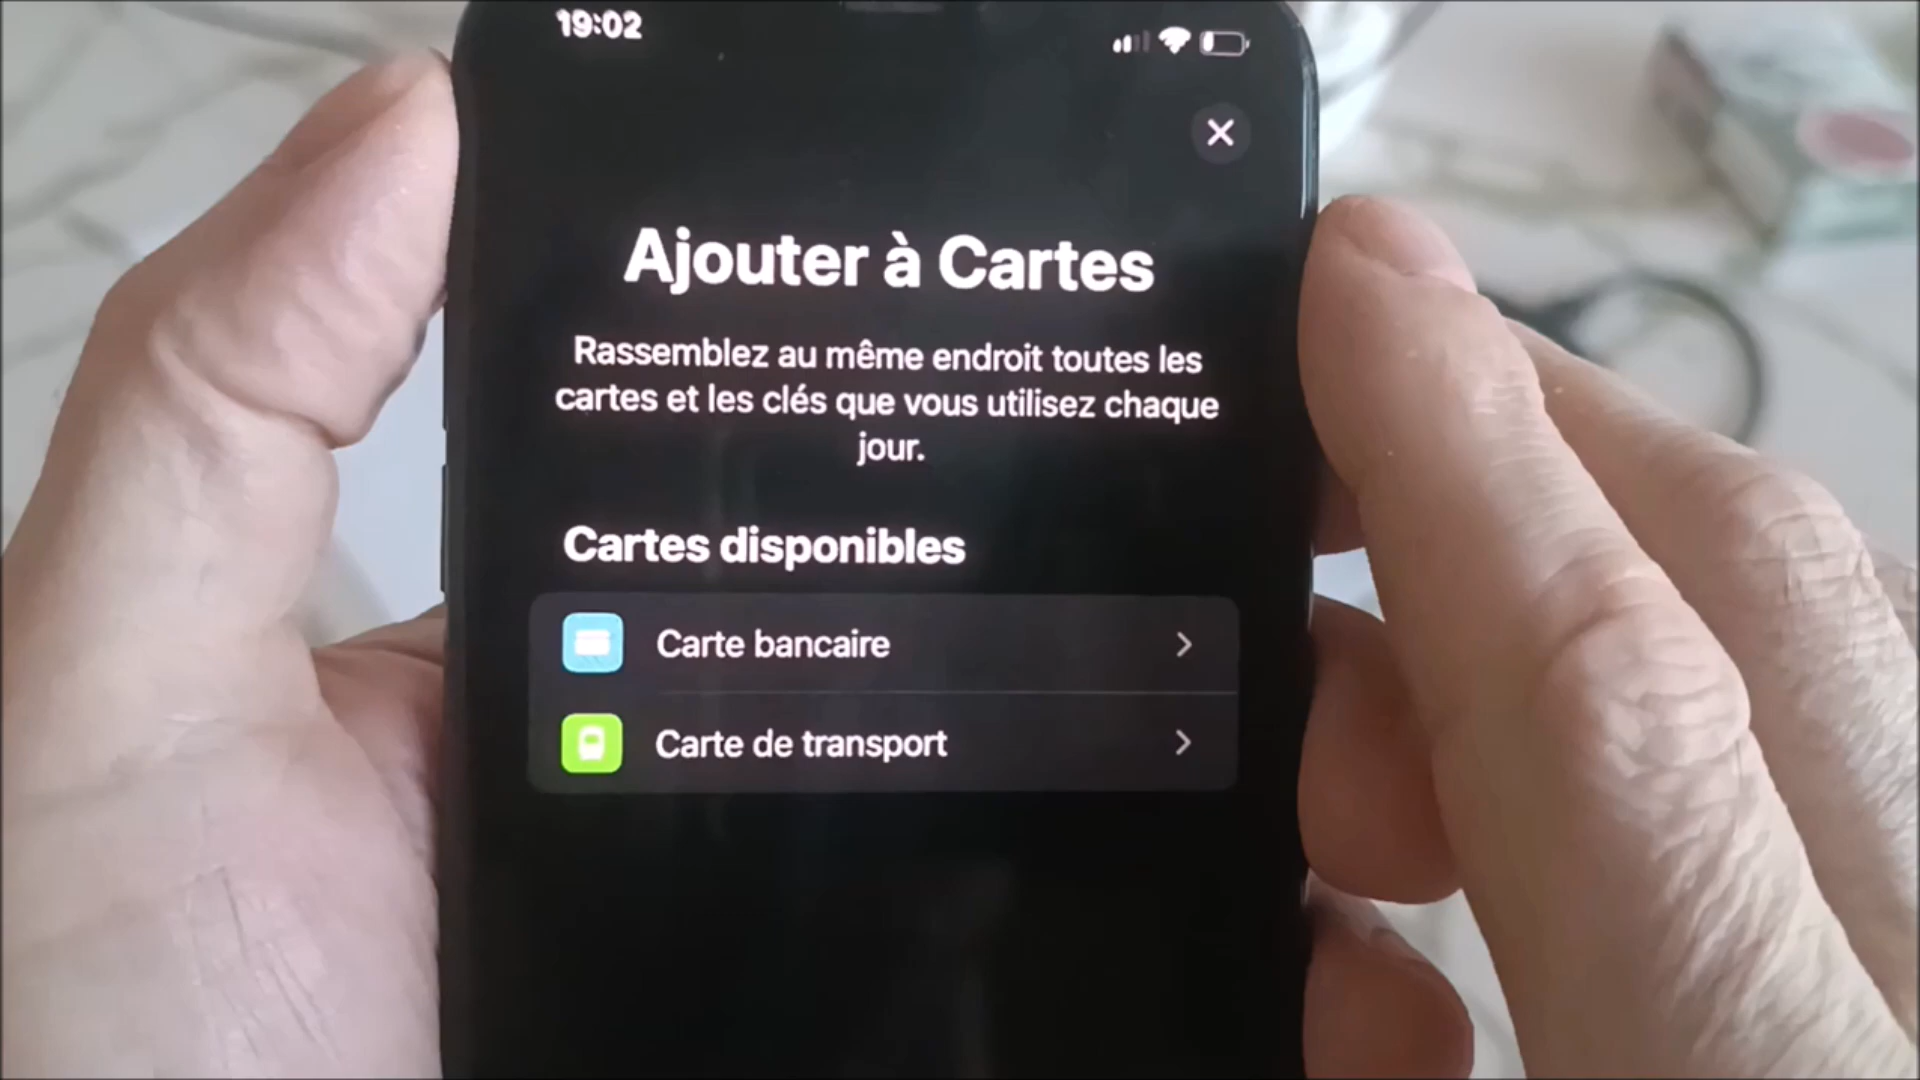 19:02
Ajouter à Cartes
Rassemblez au même endroit toutes les
cartes et les clés que vous utilisez chaque
jour.
Cartes disponibles
Carte bancaire
Carte de transport